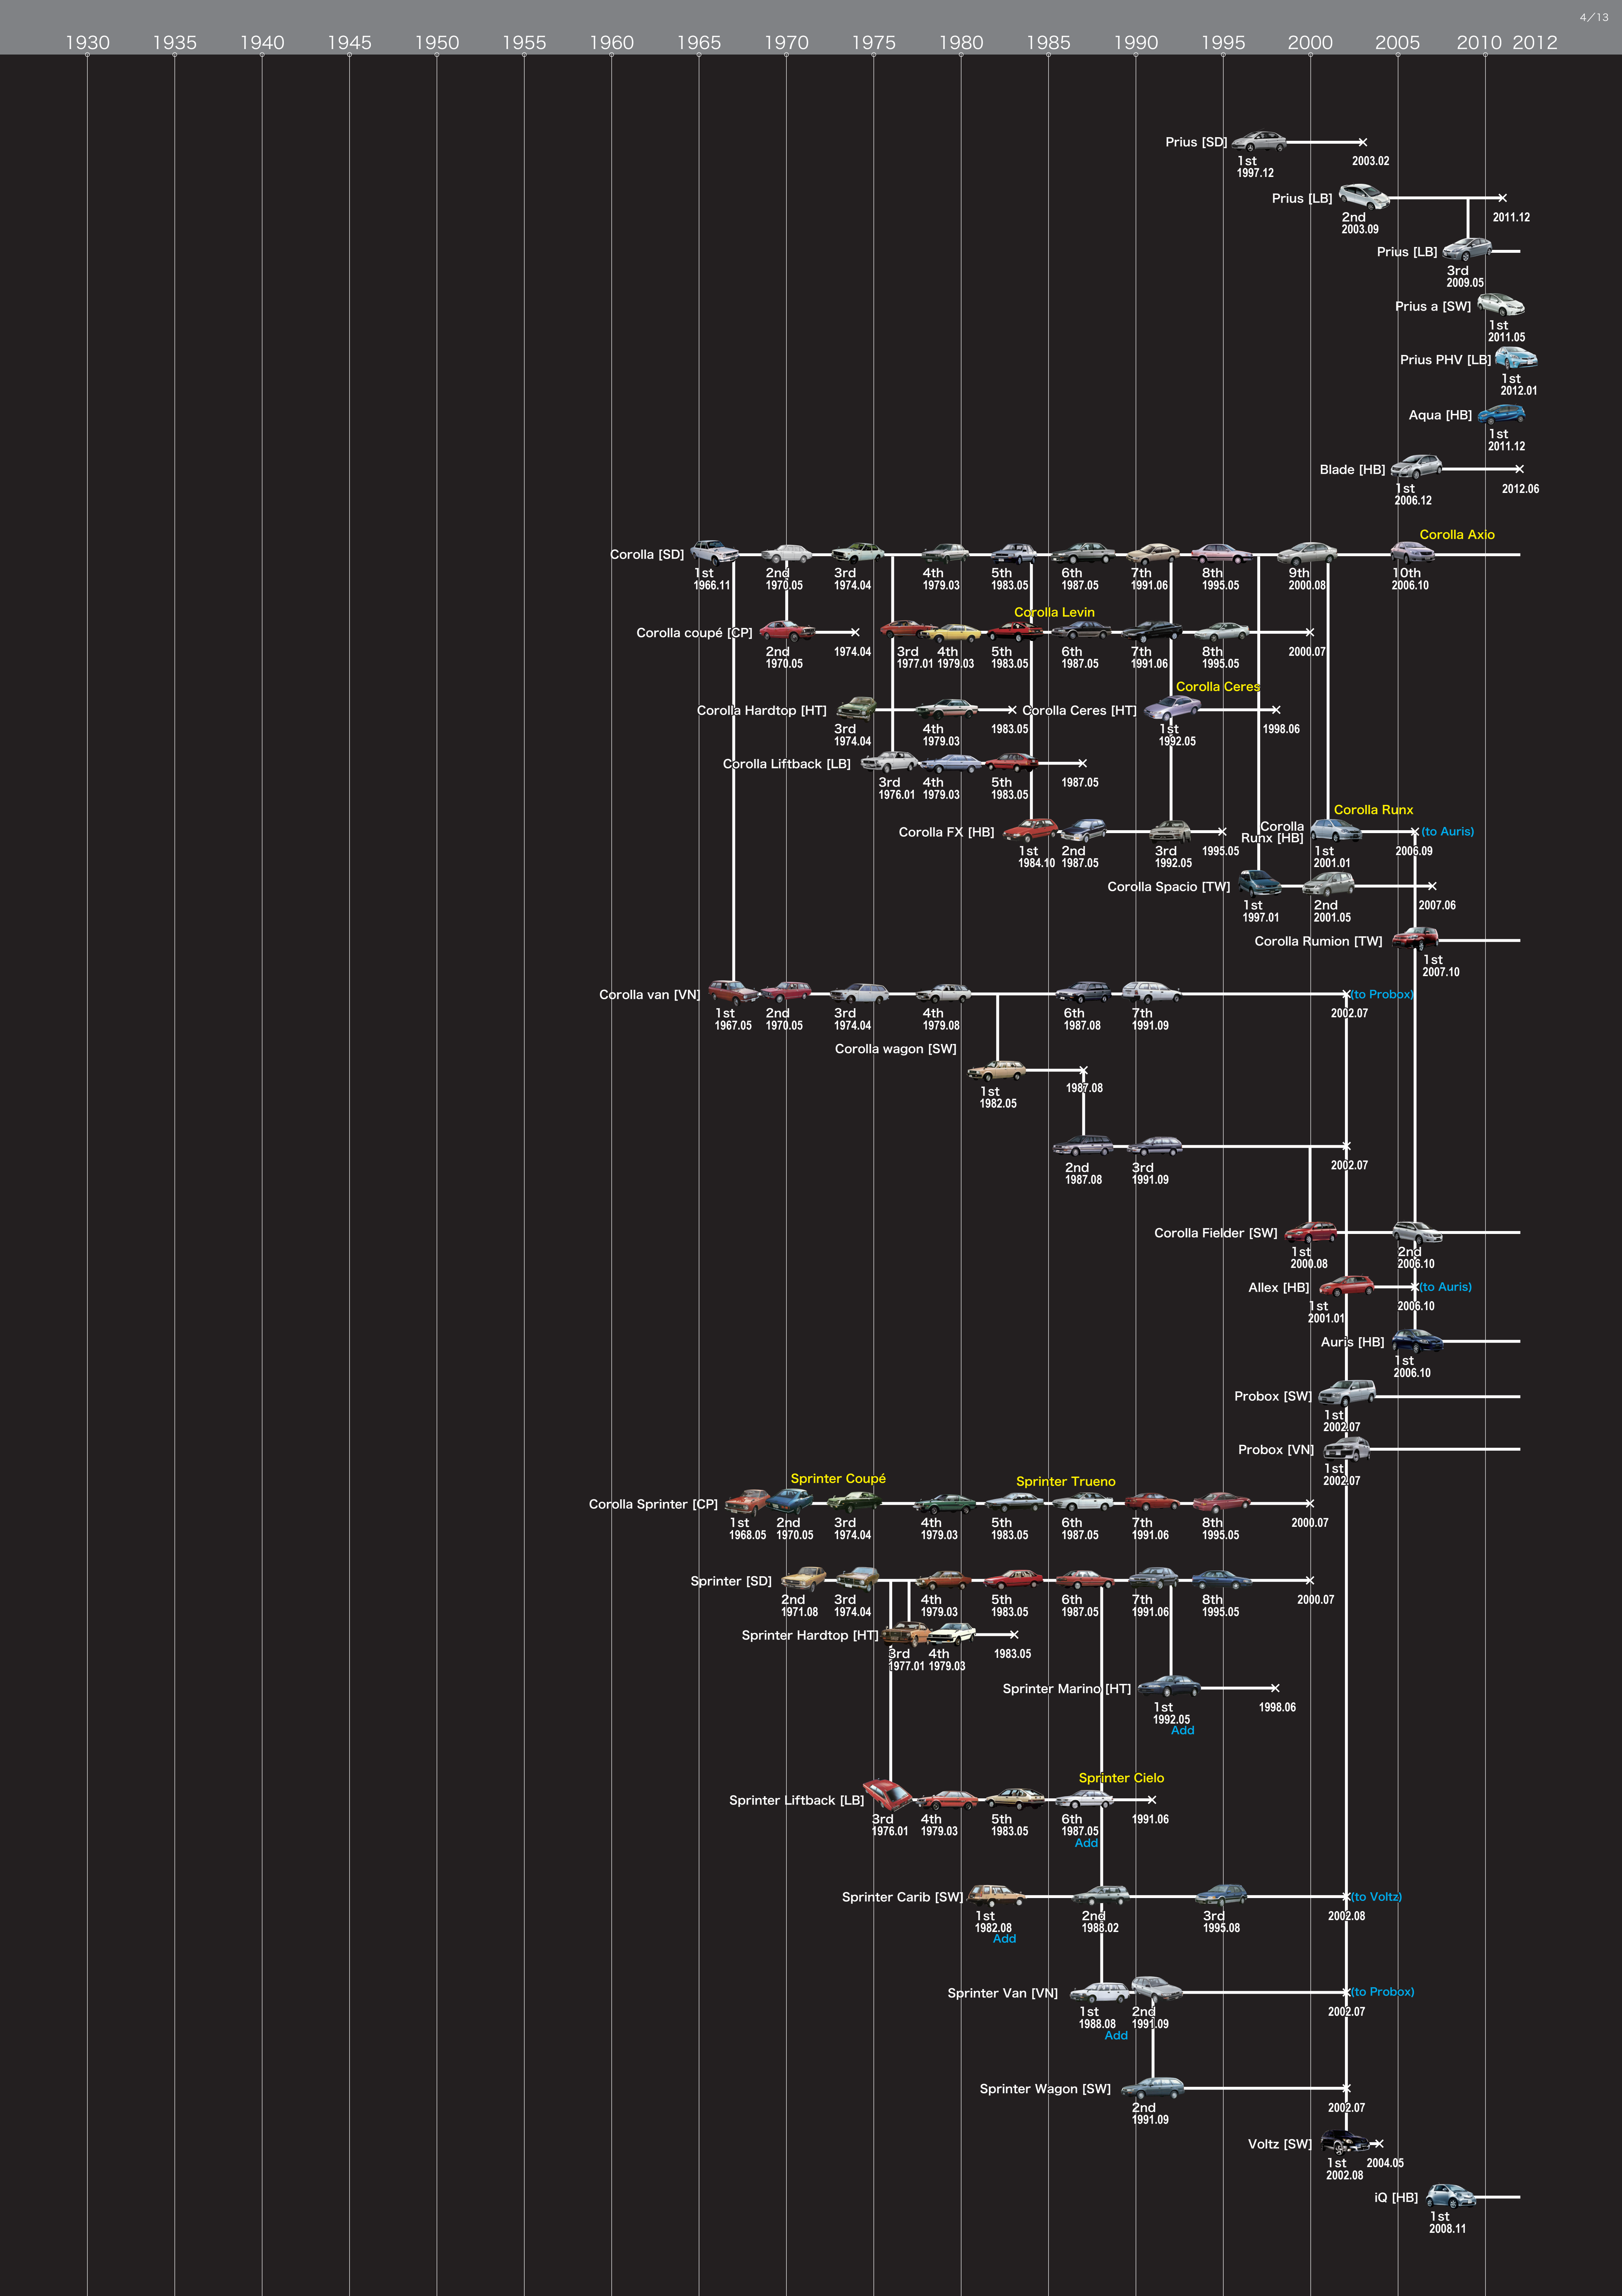 4／13
1930 1935 1940 1945 1950 1955 1960 1965 1970 1975 1980 1985 1990 1995 2000 2005 2010 2012
Prius [SD]
1st
1997.12
2003.02
Prius [LB]
2nd
2003.09
2011.12
Prius [LB]
3rd
2009.05
Prius a [SW]
1st
2011.05
Prius PHV [LB]
1st
2012.01
Aqua [HB]
1st
2011.12
Blade [HB]
1st
2006.12
2012.06
Corolla Axio
Corolla [SD]
1st 2nd 3rd 4th 5th 6th 7th 8th 9th 10th
1966.11 1970.05 1974.04 1979.03 1983.05 1987.05 1991.06 1995.05 2000.08 2006.10
Corolla Levin
Corolla coupé [CP]
2nd 3rd 4th 5th 6th 7th 8th
1970.05 1974.04 1977.01 1979.03 1983.05 1987.05 1991.06 1995.05 2000.07
Corolla Ceres
Corolla Hardtop [HT] Corolla Ceres [HT]
3rd 4th 1983.05 1st 1998.06
1974.04 1979.03 1992.05
Corolla Liftback [LB]
3rd 4th 5th 1987.05
1976.01 1979.03 1983.05
Corolla Runx
Corolla FX [HB] Corolla
Runx [HB] (to Auris)
1st 2nd 3rd 1995.05 1st 2006.09
1984.10 1987.05 1992.05 2001.01
Corolla Spacio [TW]
1st 2nd 2007.06
1997.01 2001.05
Corolla Rumion [TW]
1st
2007.10
Corolla van [VN] (to Probox)
1st 2nd 3rd 4th 6th 7th 2002.07
1967.05 1970.05 1974.04 1979.08 1987.08 1991.09
Corolla wagon [SW]
1st 1987.08
1982.05
2nd 3rd 2002.07
1987.08 1991.09
Corolla Fielder [SW]
1st 2nd
2000.08 2006.10
Allex [HB] (to Auris)
1st 2006.10
2001.01
Auris [HB]
1st
2006.10
Probox [SW]
1st
2002.07
Probox [VN]
1st
2002.07
Sprinter Coupé Sprinter Trueno
Corolla Sprinter [CP]
1st 2nd 3rd 4th 5th 6th 7th 8th 2000.07
1968.05 1970.05 1974.04 1979.03 1983.05 1987.05 1991.06 1995.05
Sprinter [SD]
2nd 3rd 4th 5th 6th 7th 8th 2000.07
1971.08 1974.04 1979.03 1983.05 1987.05 1991.06 1995.05
Sprinter Hardtop [HT]
3rd 4th 1983.05
1977.01 1979.03
Sprinter Marino [HT]
1st 1998.06
1992.05
Add
Sprinter Cielo
Sprinter Liftback [LB]
3rd 4th 5th 6th 1991.06
1976.01 1979.03 1983.05 1987.05
Add
Sprinter Carib [SW] (to Voltz)
1st 2nd 3rd 2002.08
1982.08 1988.02 1995.08
Add
Sprinter Van [VN] (to Probox)
1st 2nd 2002.07
1988.08 1991.09
Add
Sprinter Wagon [SW]
2nd 2002.07
1991.09
Voltz [SW]
1st 2004.05
2002.08
iQ [HB]
1st
2008.11